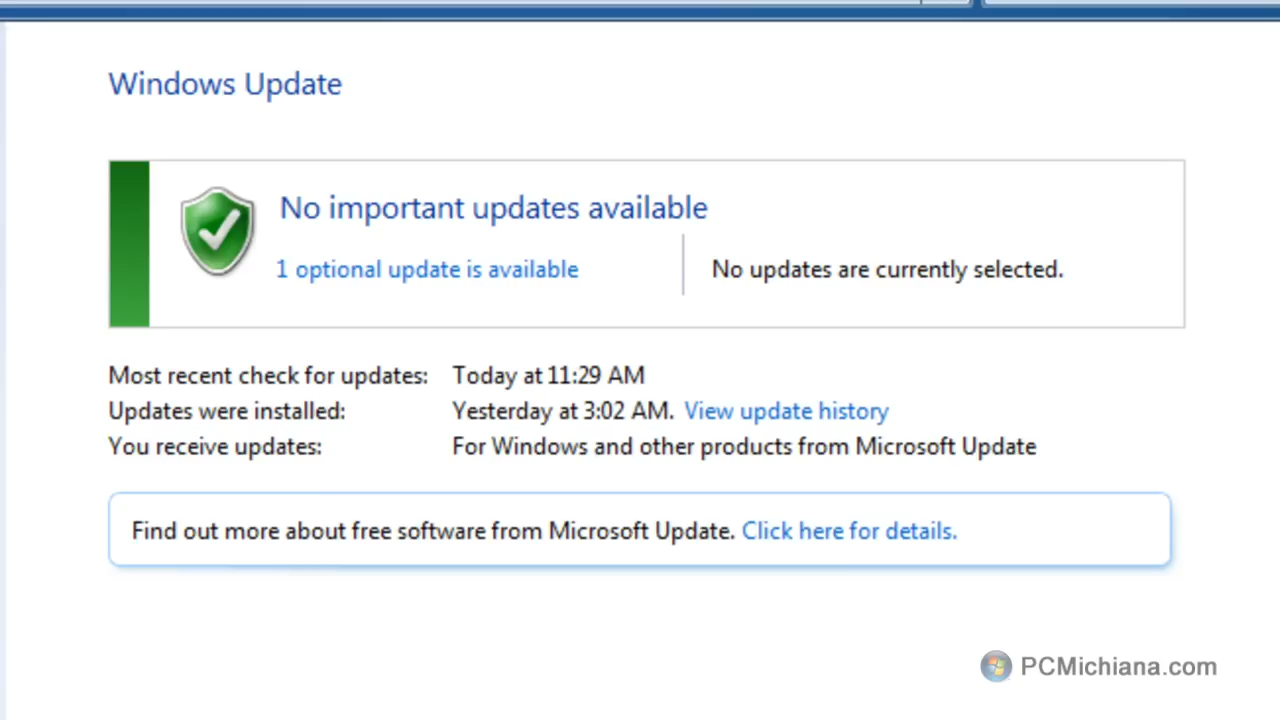 Windows Update
No important updates available
1 optional update is available
No updates are currently selected.
Most recent check for updates: Today at 11:29 AM
Updates were installed: Yesterday at 3:02 AM. View update history
You receive updates: For Windows and other products from Microsoft Update
Find out more about free software from Microsoft Update. Click here for details.
PCMichiana.com